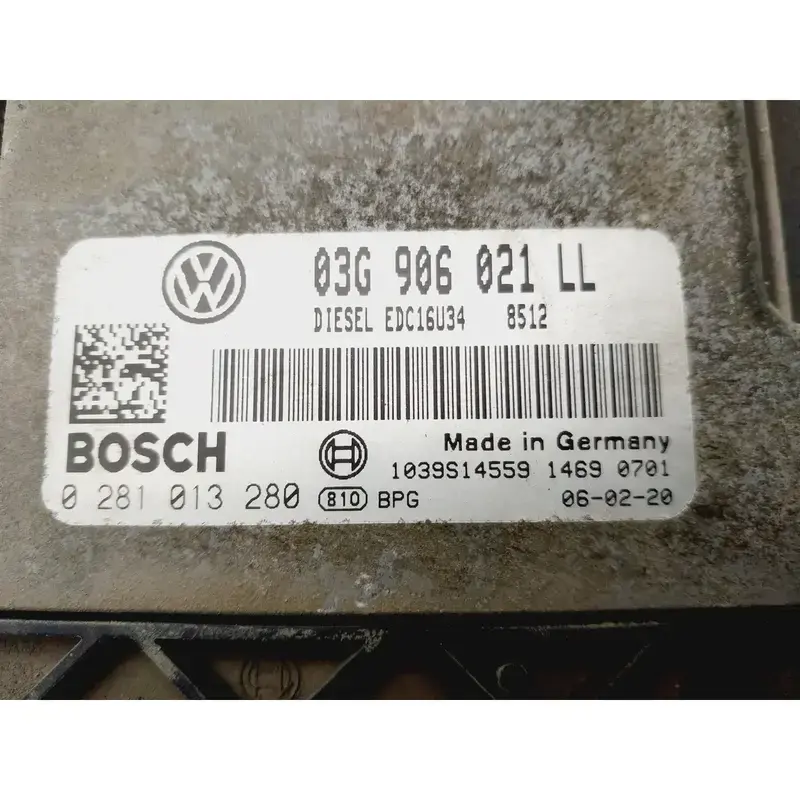 03G 906 021 LL
DIESEL EDC16U34 8512
BOSCH
Made in Germany
1039S14559 1469 0701
0 281 013 280 810 BPG 06-02-20